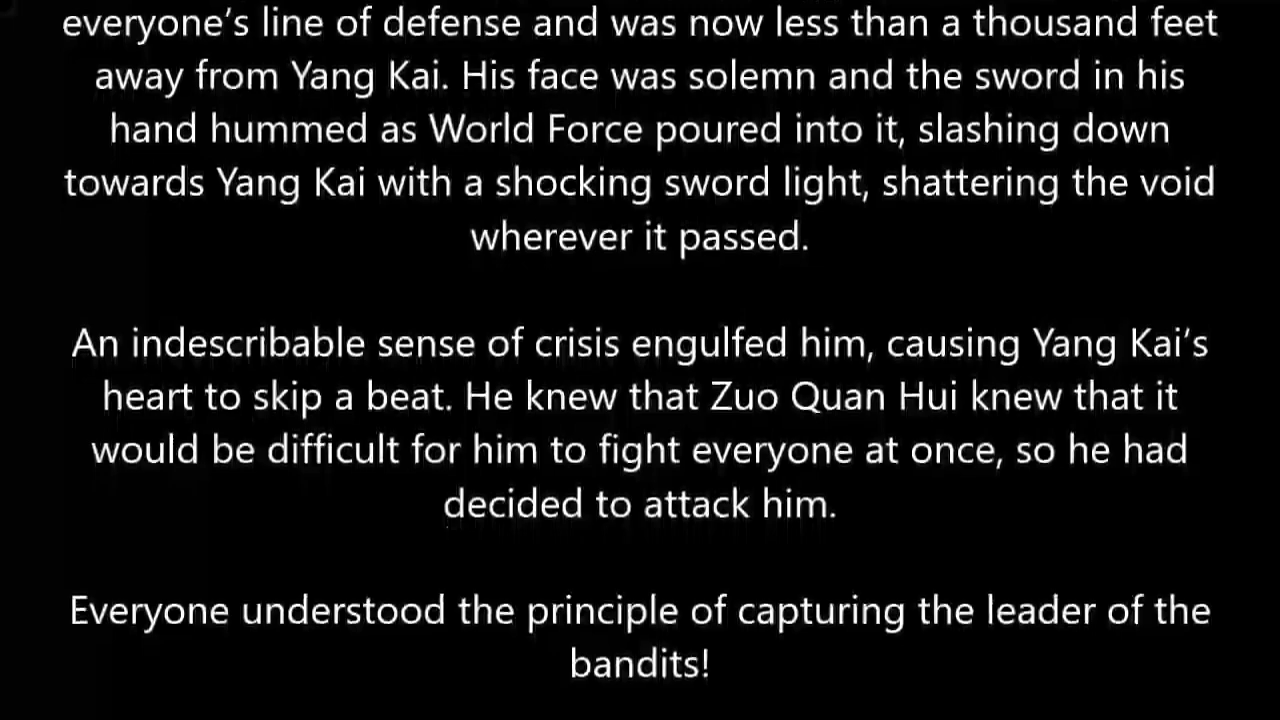 everyone’s line of defense and was now less than a thousand feet
away from Yang Kai. His face was solemn and the sword in his
hand hummed as World Force poured into it, slashing down
towards Yang Kai with a shocking sword light, shattering the void
wherever it passed.
An indescribable sense of crisis engulfed him, causing Yang Kai’s
heart to skip a beat. He knew that Zuo Quan Hui knew that it
would be difficult for him to fight everyone at once, so he had
decided to attack him.
Everyone understood the principle of capturing the leader of the
bandits!